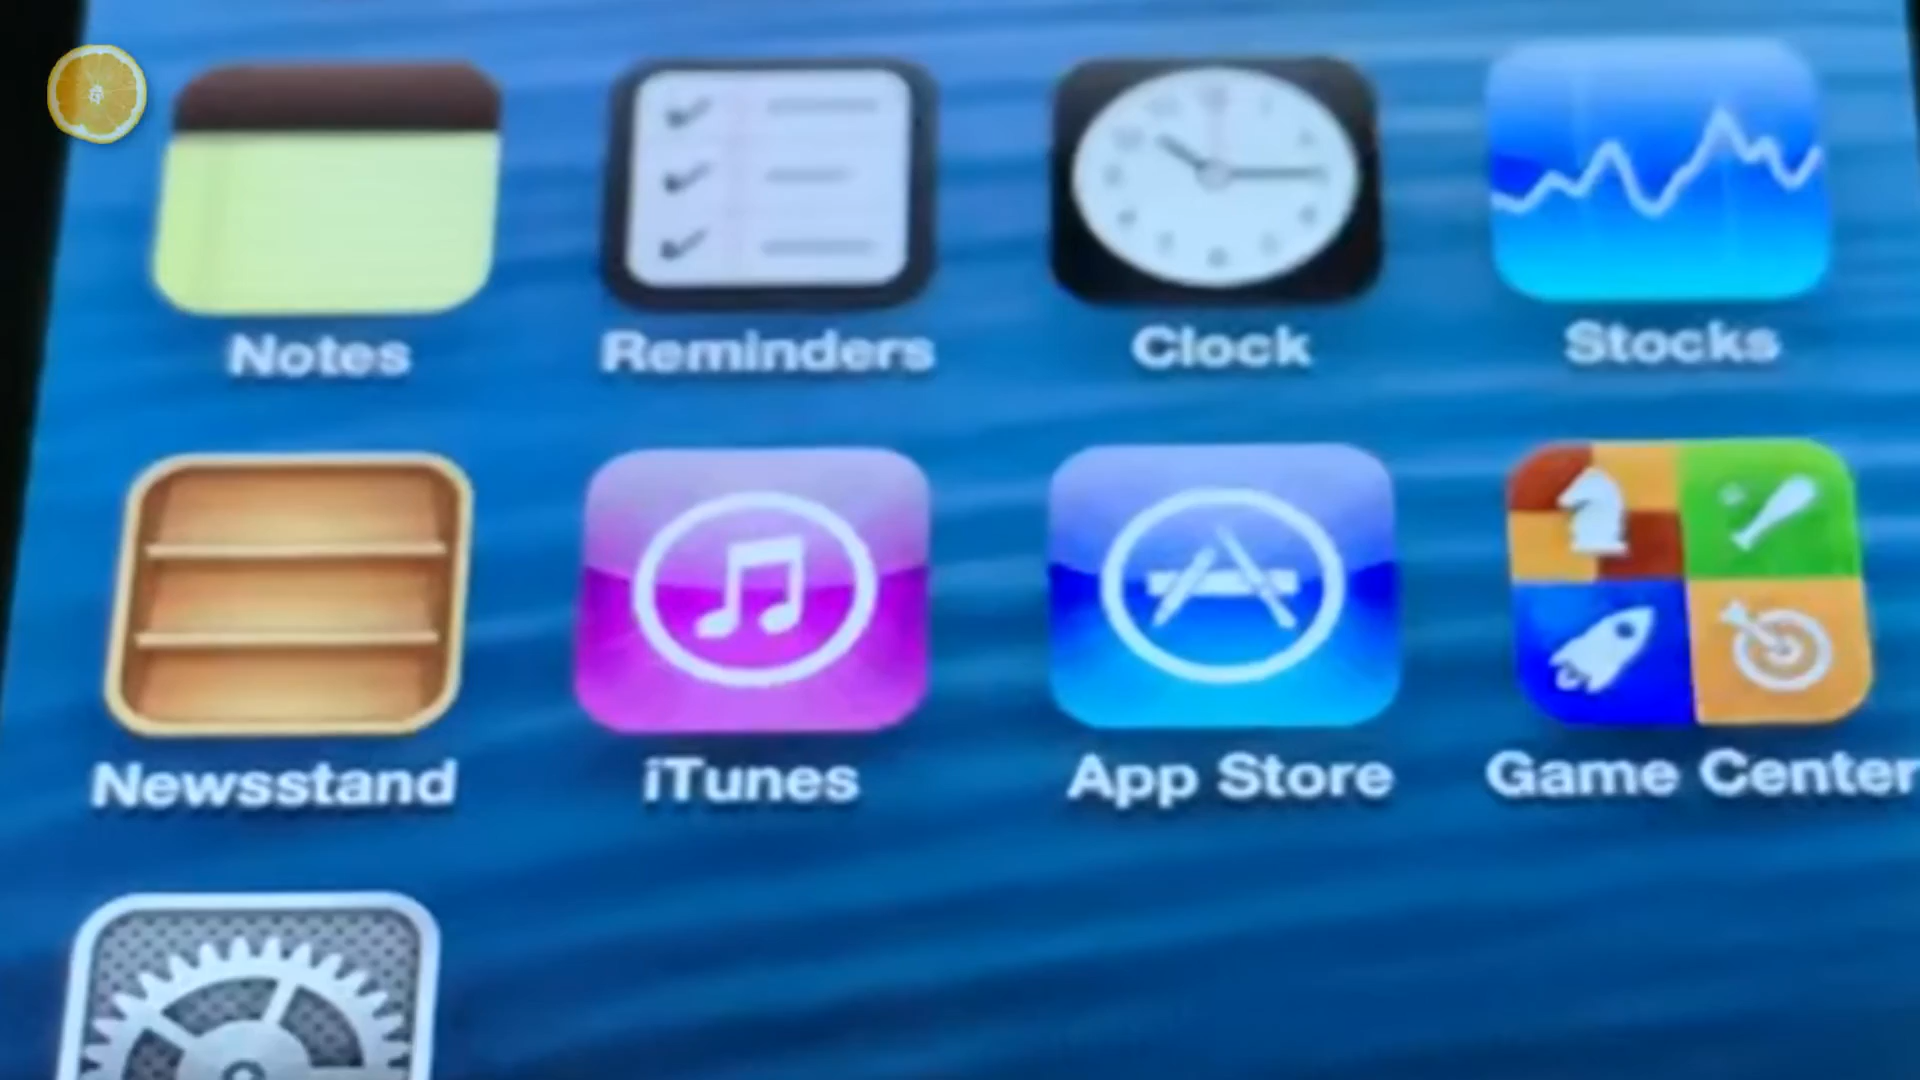 Notes Reminders Clock Stocks
Newsstand iTunes App Store Game Center